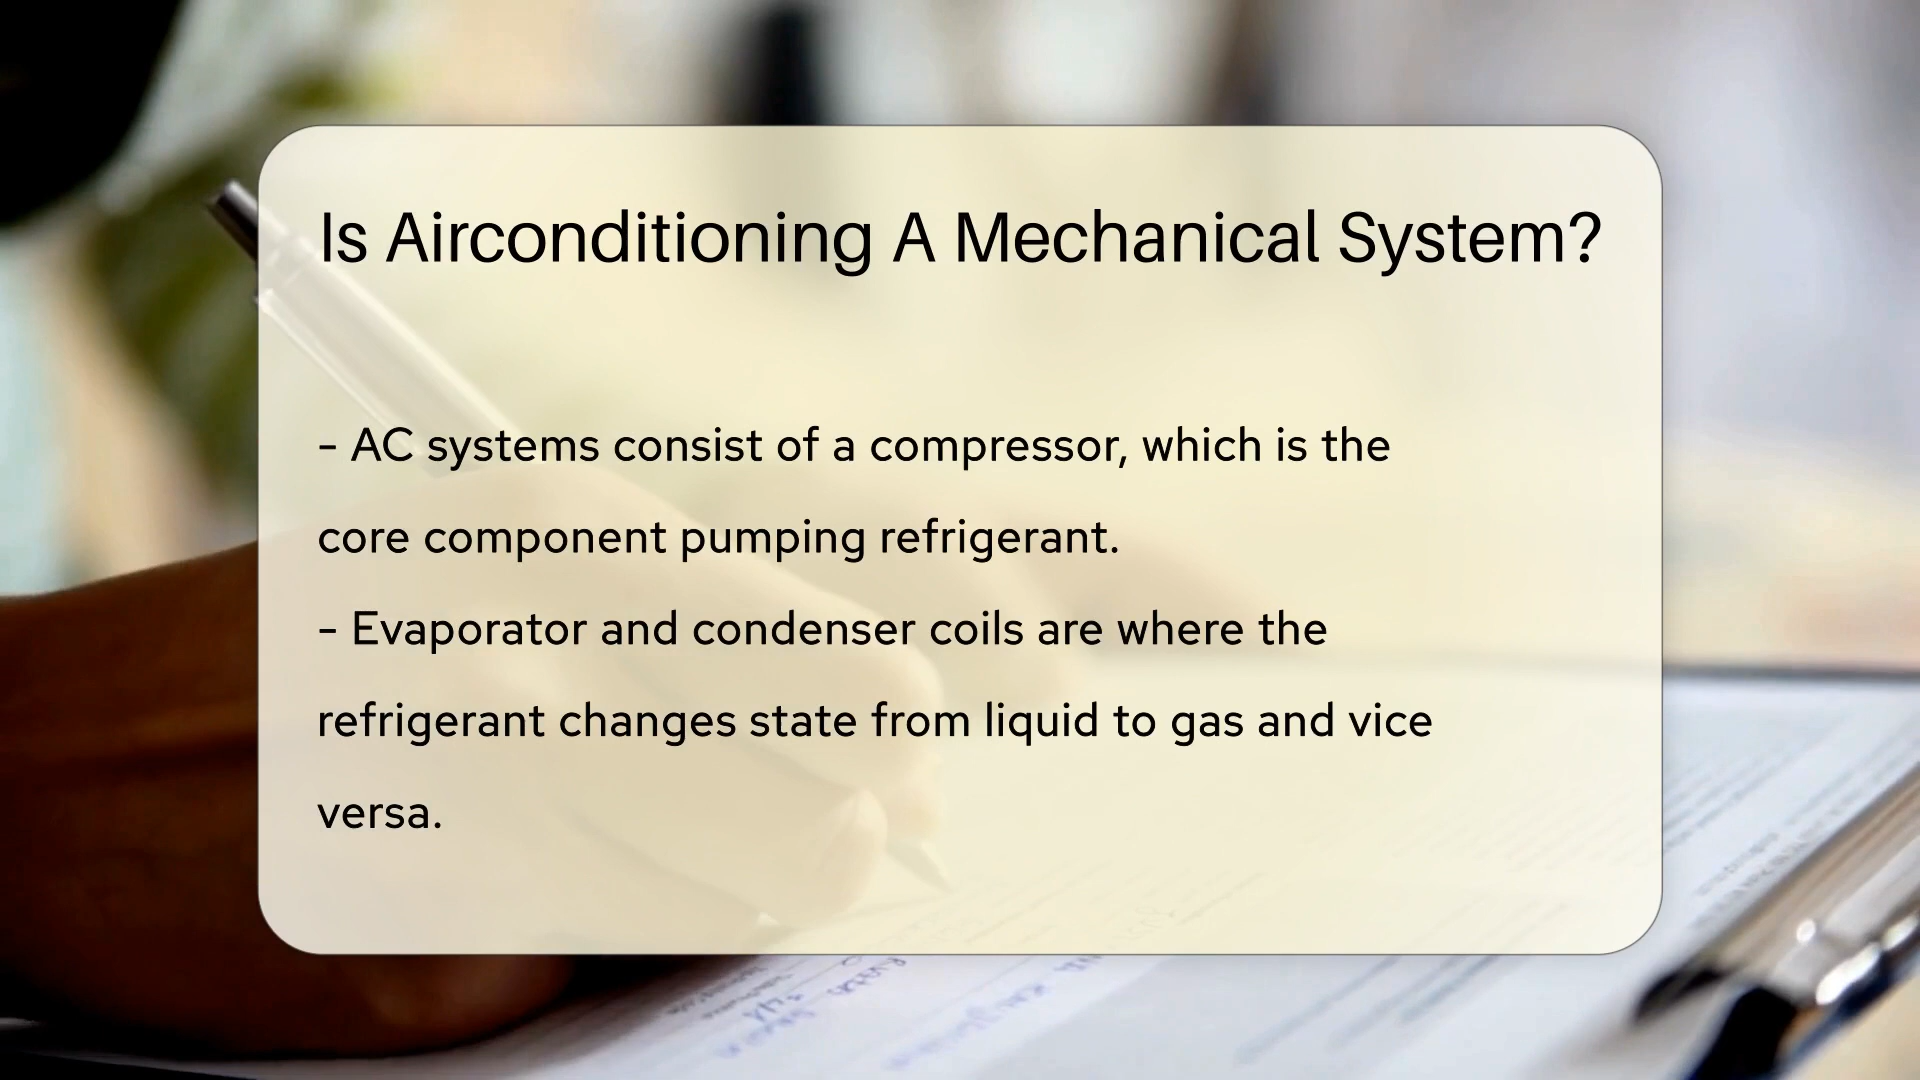 Is Airconditioning A Mechanical System?
- AC systems consist of a compressor, which is the
core component pumping refrigerant.
- Evaporator and condenser coils are where the
refrigerant changes state from liquid to gas and vice
versa.